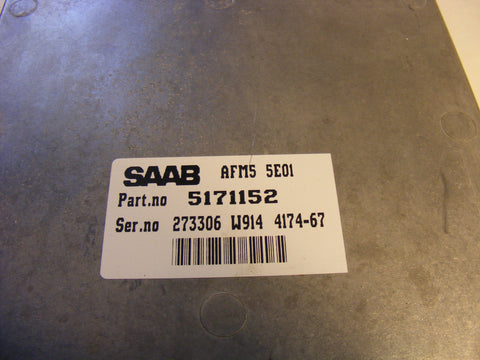 SAAB AFM5 5E01
Part.no 5171152
Ser.no 273306 W914 4174-67